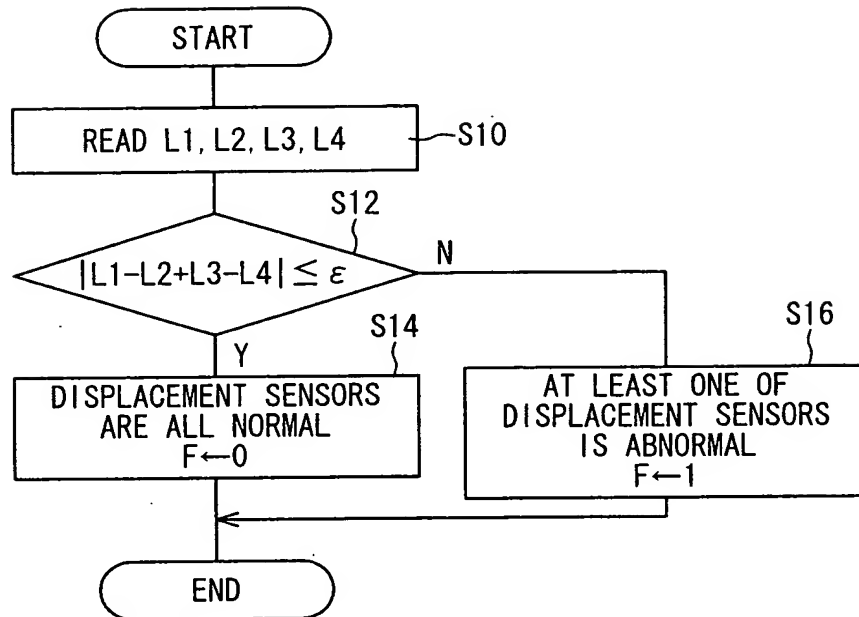 START
READ L1, L2, L3, L4
S10
S12
|L1-L2+L3-L4| ≤ ε
N
Y
S14
DISPLACEMENT SENSORS
ARE ALL NORMAL
F←0
S16
AT LEAST ONE OF
DISPLACEMENT SENSORS
IS ABNORMAL
F←1
END